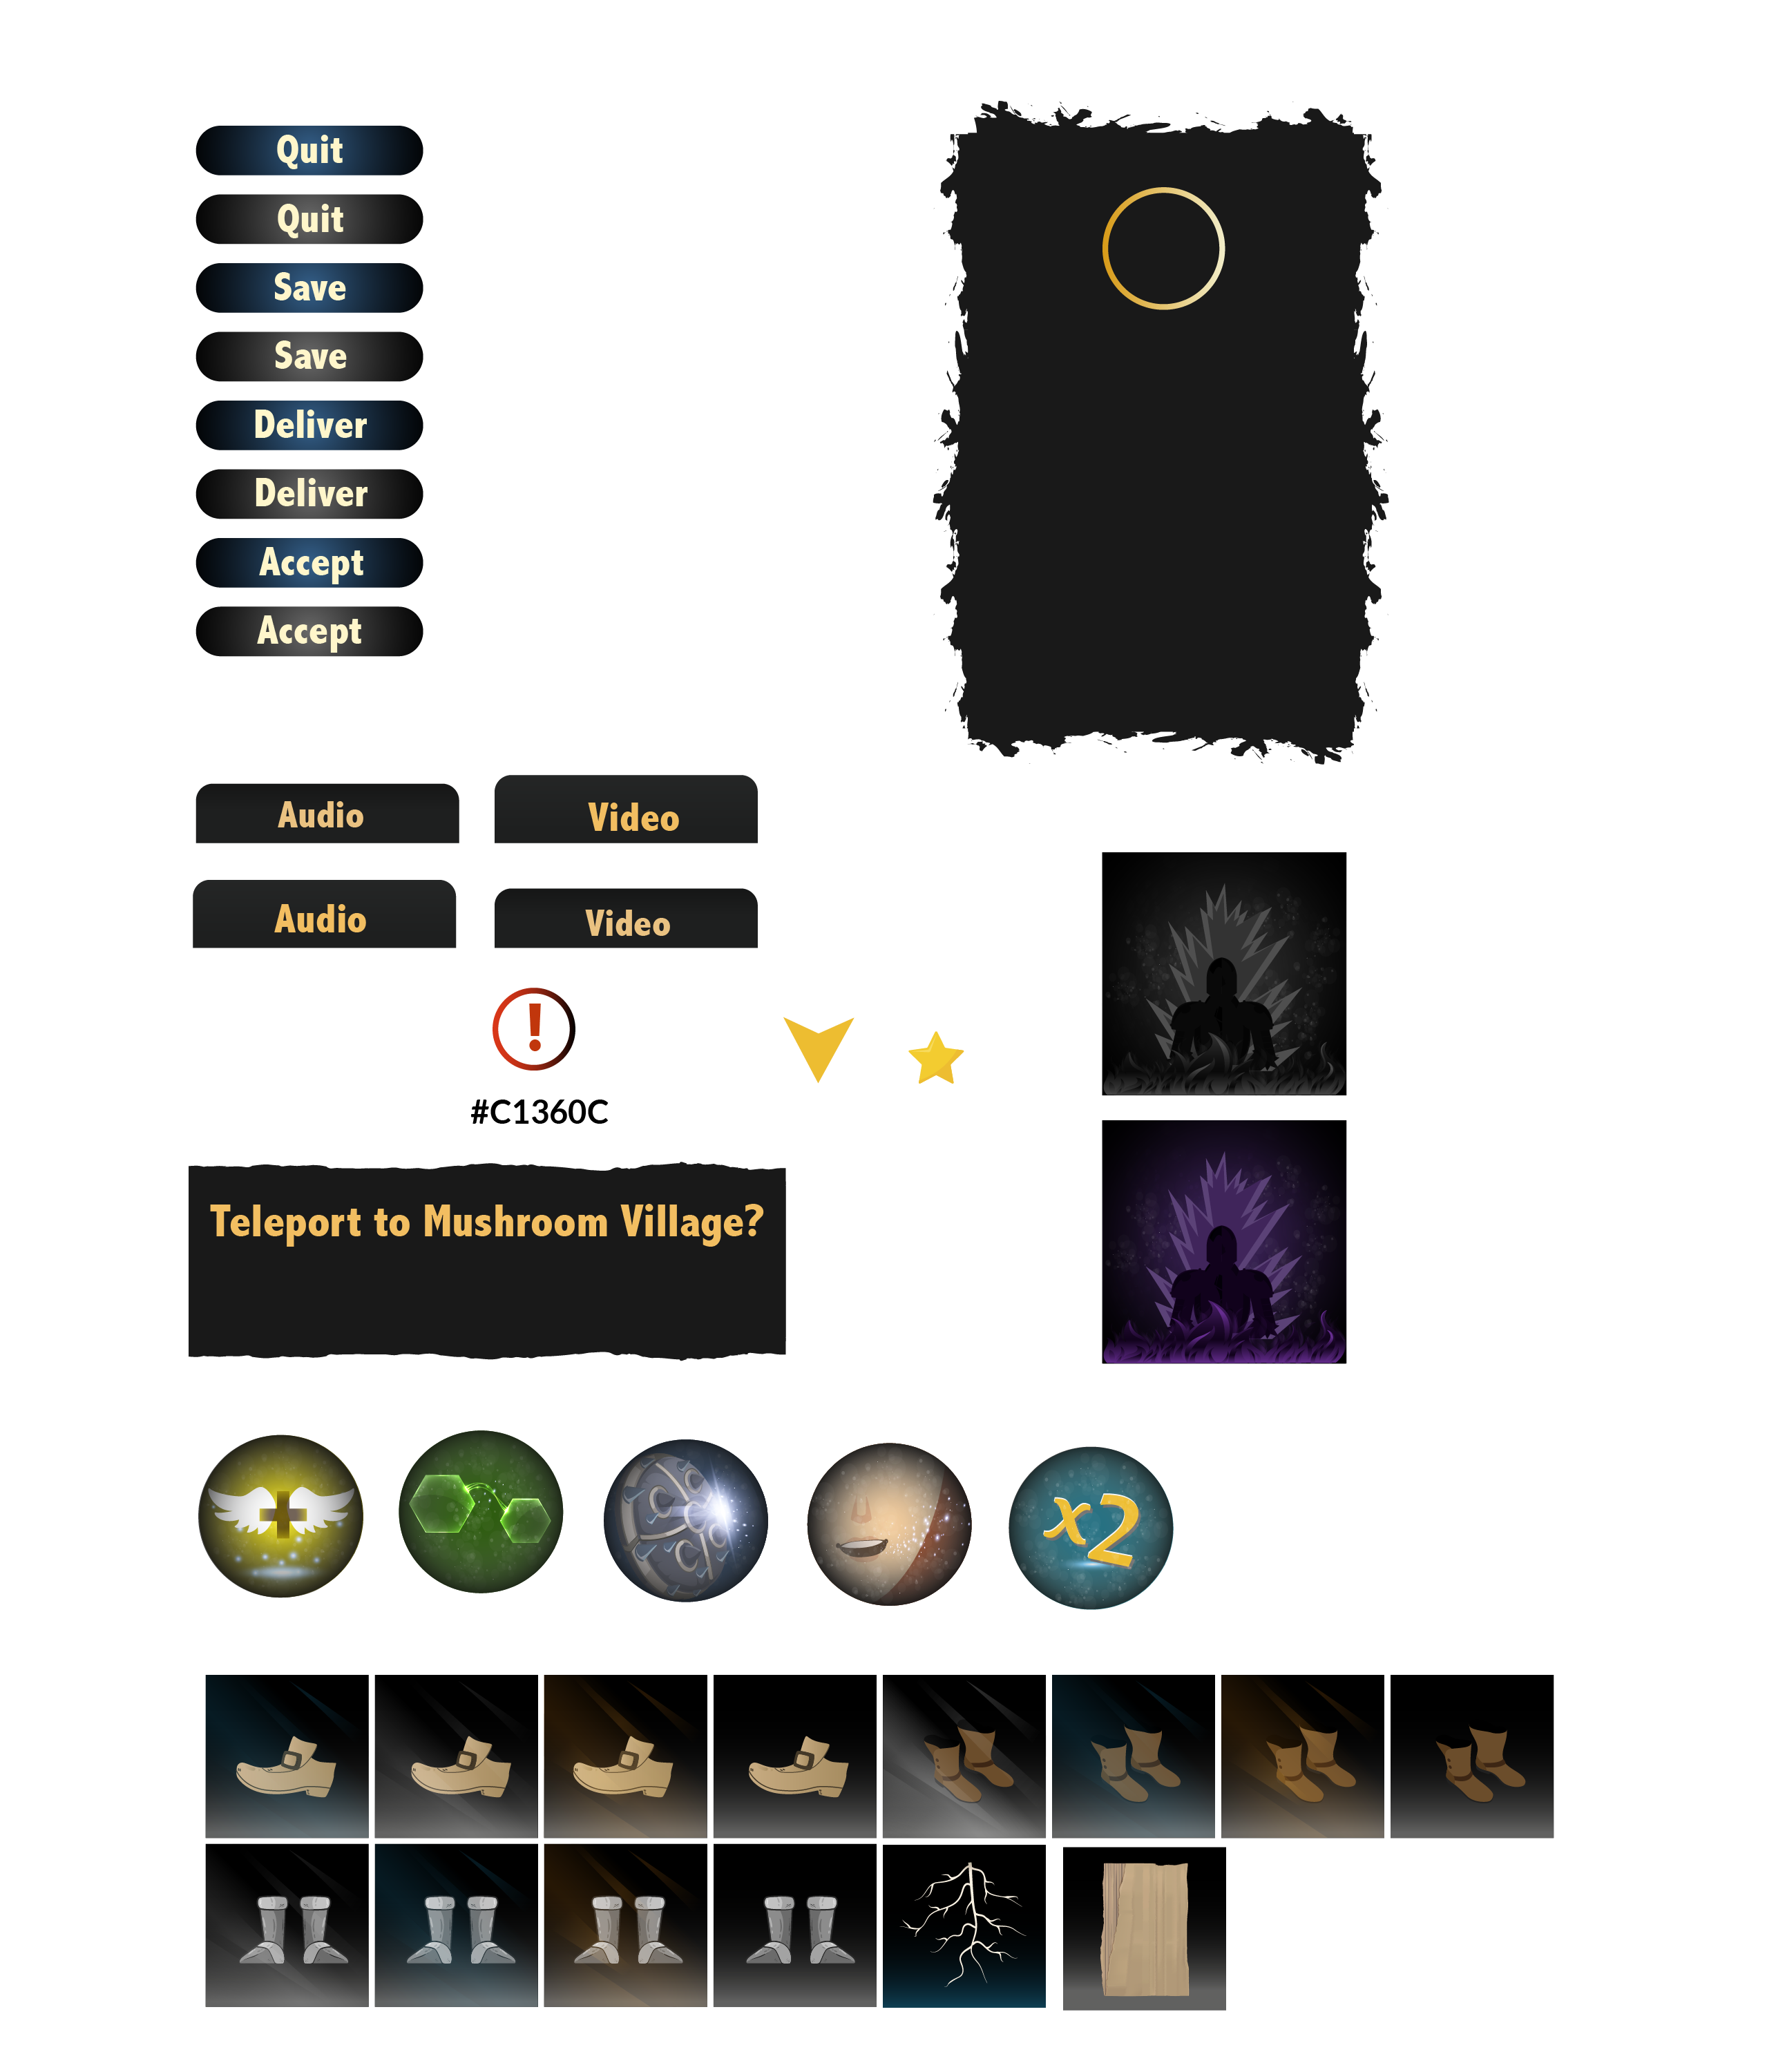 Quit
Quit
Save
Save
Deliver
Deliver
Accept
Accept
Audio
Video
Audio
Video
!
#C1360C
Teleport to Mushroom Village?
x2